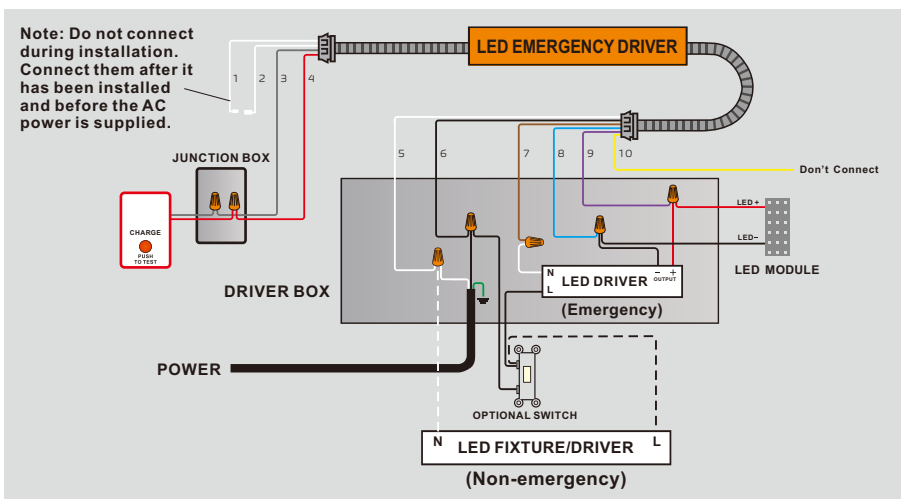 Note: Do not connect
during installation.
Connect them after it
has been installed
and before the AC
power is supplied.
LED EMERGENCY DRIVER
1 2 3 4
5 6 7 8 9 10
Don't Connect
JUNCTION BOX
CHARGE
PUSH
TO TEST
LED +
LED–
LED MODULE
DRIVER BOX
N
L
LED DRIVER
– +
OUTPUT
(Emergency)
POWER
OPTIONAL SWITCH
N LED FIXTURE/DRIVER L
(Non-emergency)